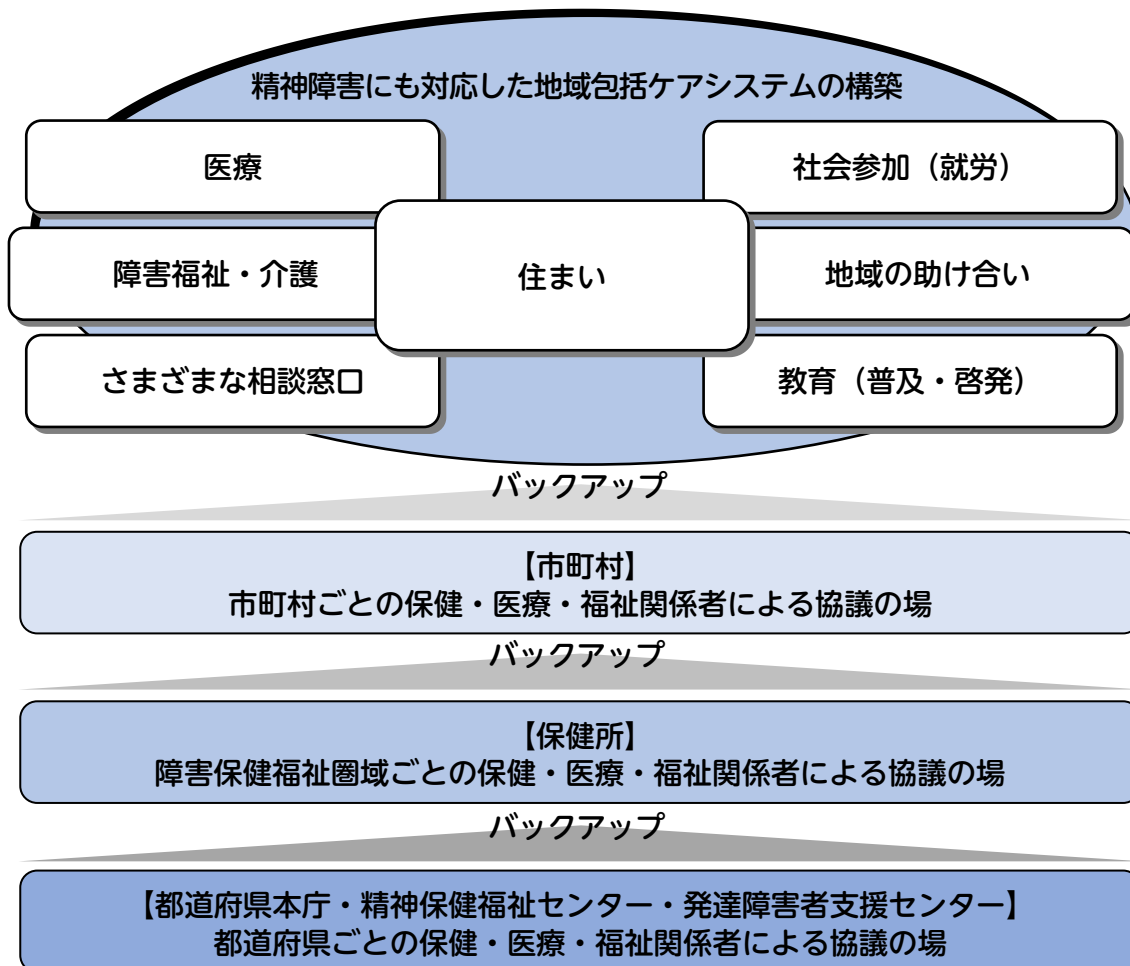 精神障害にも対応した地域包括ケアシステムの構築
医療
社会参加（就労）
障害福祉・介護
住まい
地域の助け合い
さまざまな相談窓口
教育（普及・啓発）
バックアップ
【市町村】
市町村ごとの保健・医療・福祉関係者による協議の場
バックアップ
【保健所】
障害保健福祉圏域ごとの保健・医療・福祉関係者による協議の場
バックアップ
【都道府県本庁・精神保健福祉センター・発達障害者支援センター】
都道府県ごとの保健・医療・福祉関係者による協議の場